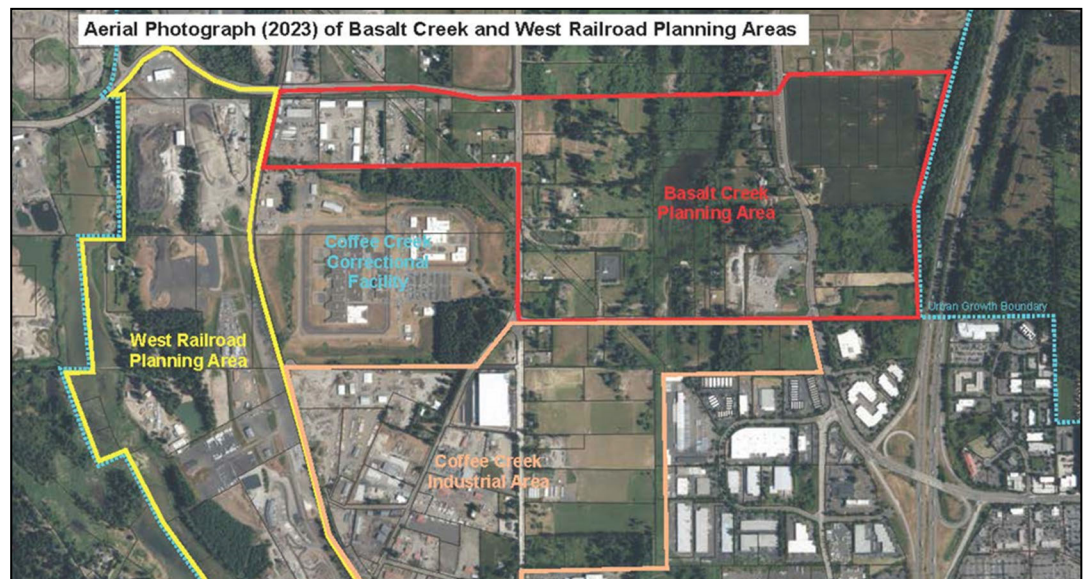 Aerial Photograph (2023) of Basalt Creek and West Railroad Planning Areas
Basalt Creek
Planning Area
Coffee Creek
Correctional
Facility
Urban Growth Boundary
West Railroad
Planning Area
Coffee Creek
Industrial Area